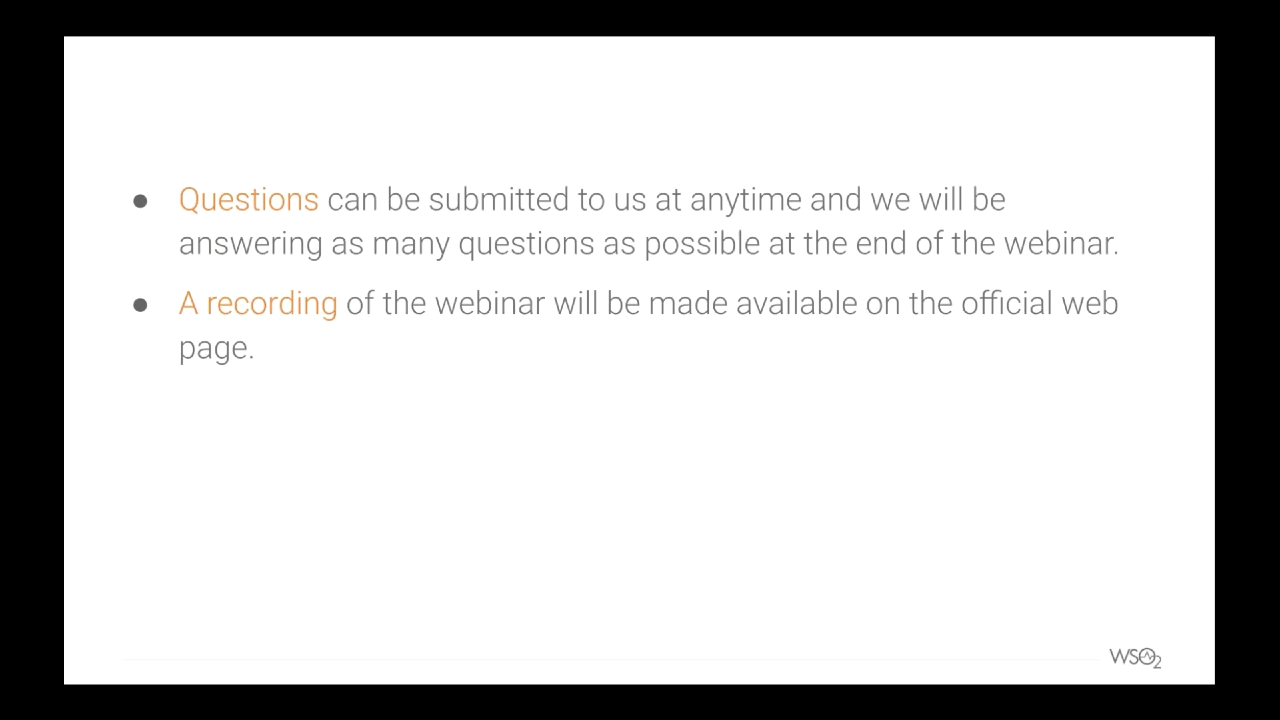 ● Questions can be submitted to us at anytime and we will be
answering as many questions as possible at the end of the webinar.
● A recording of the webinar will be made available on the official web
page.
WSO2